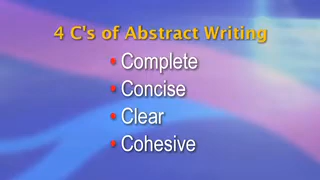 4 C's of Abstract Writing
• Complete
• Concise
• Clear
• Cohesive